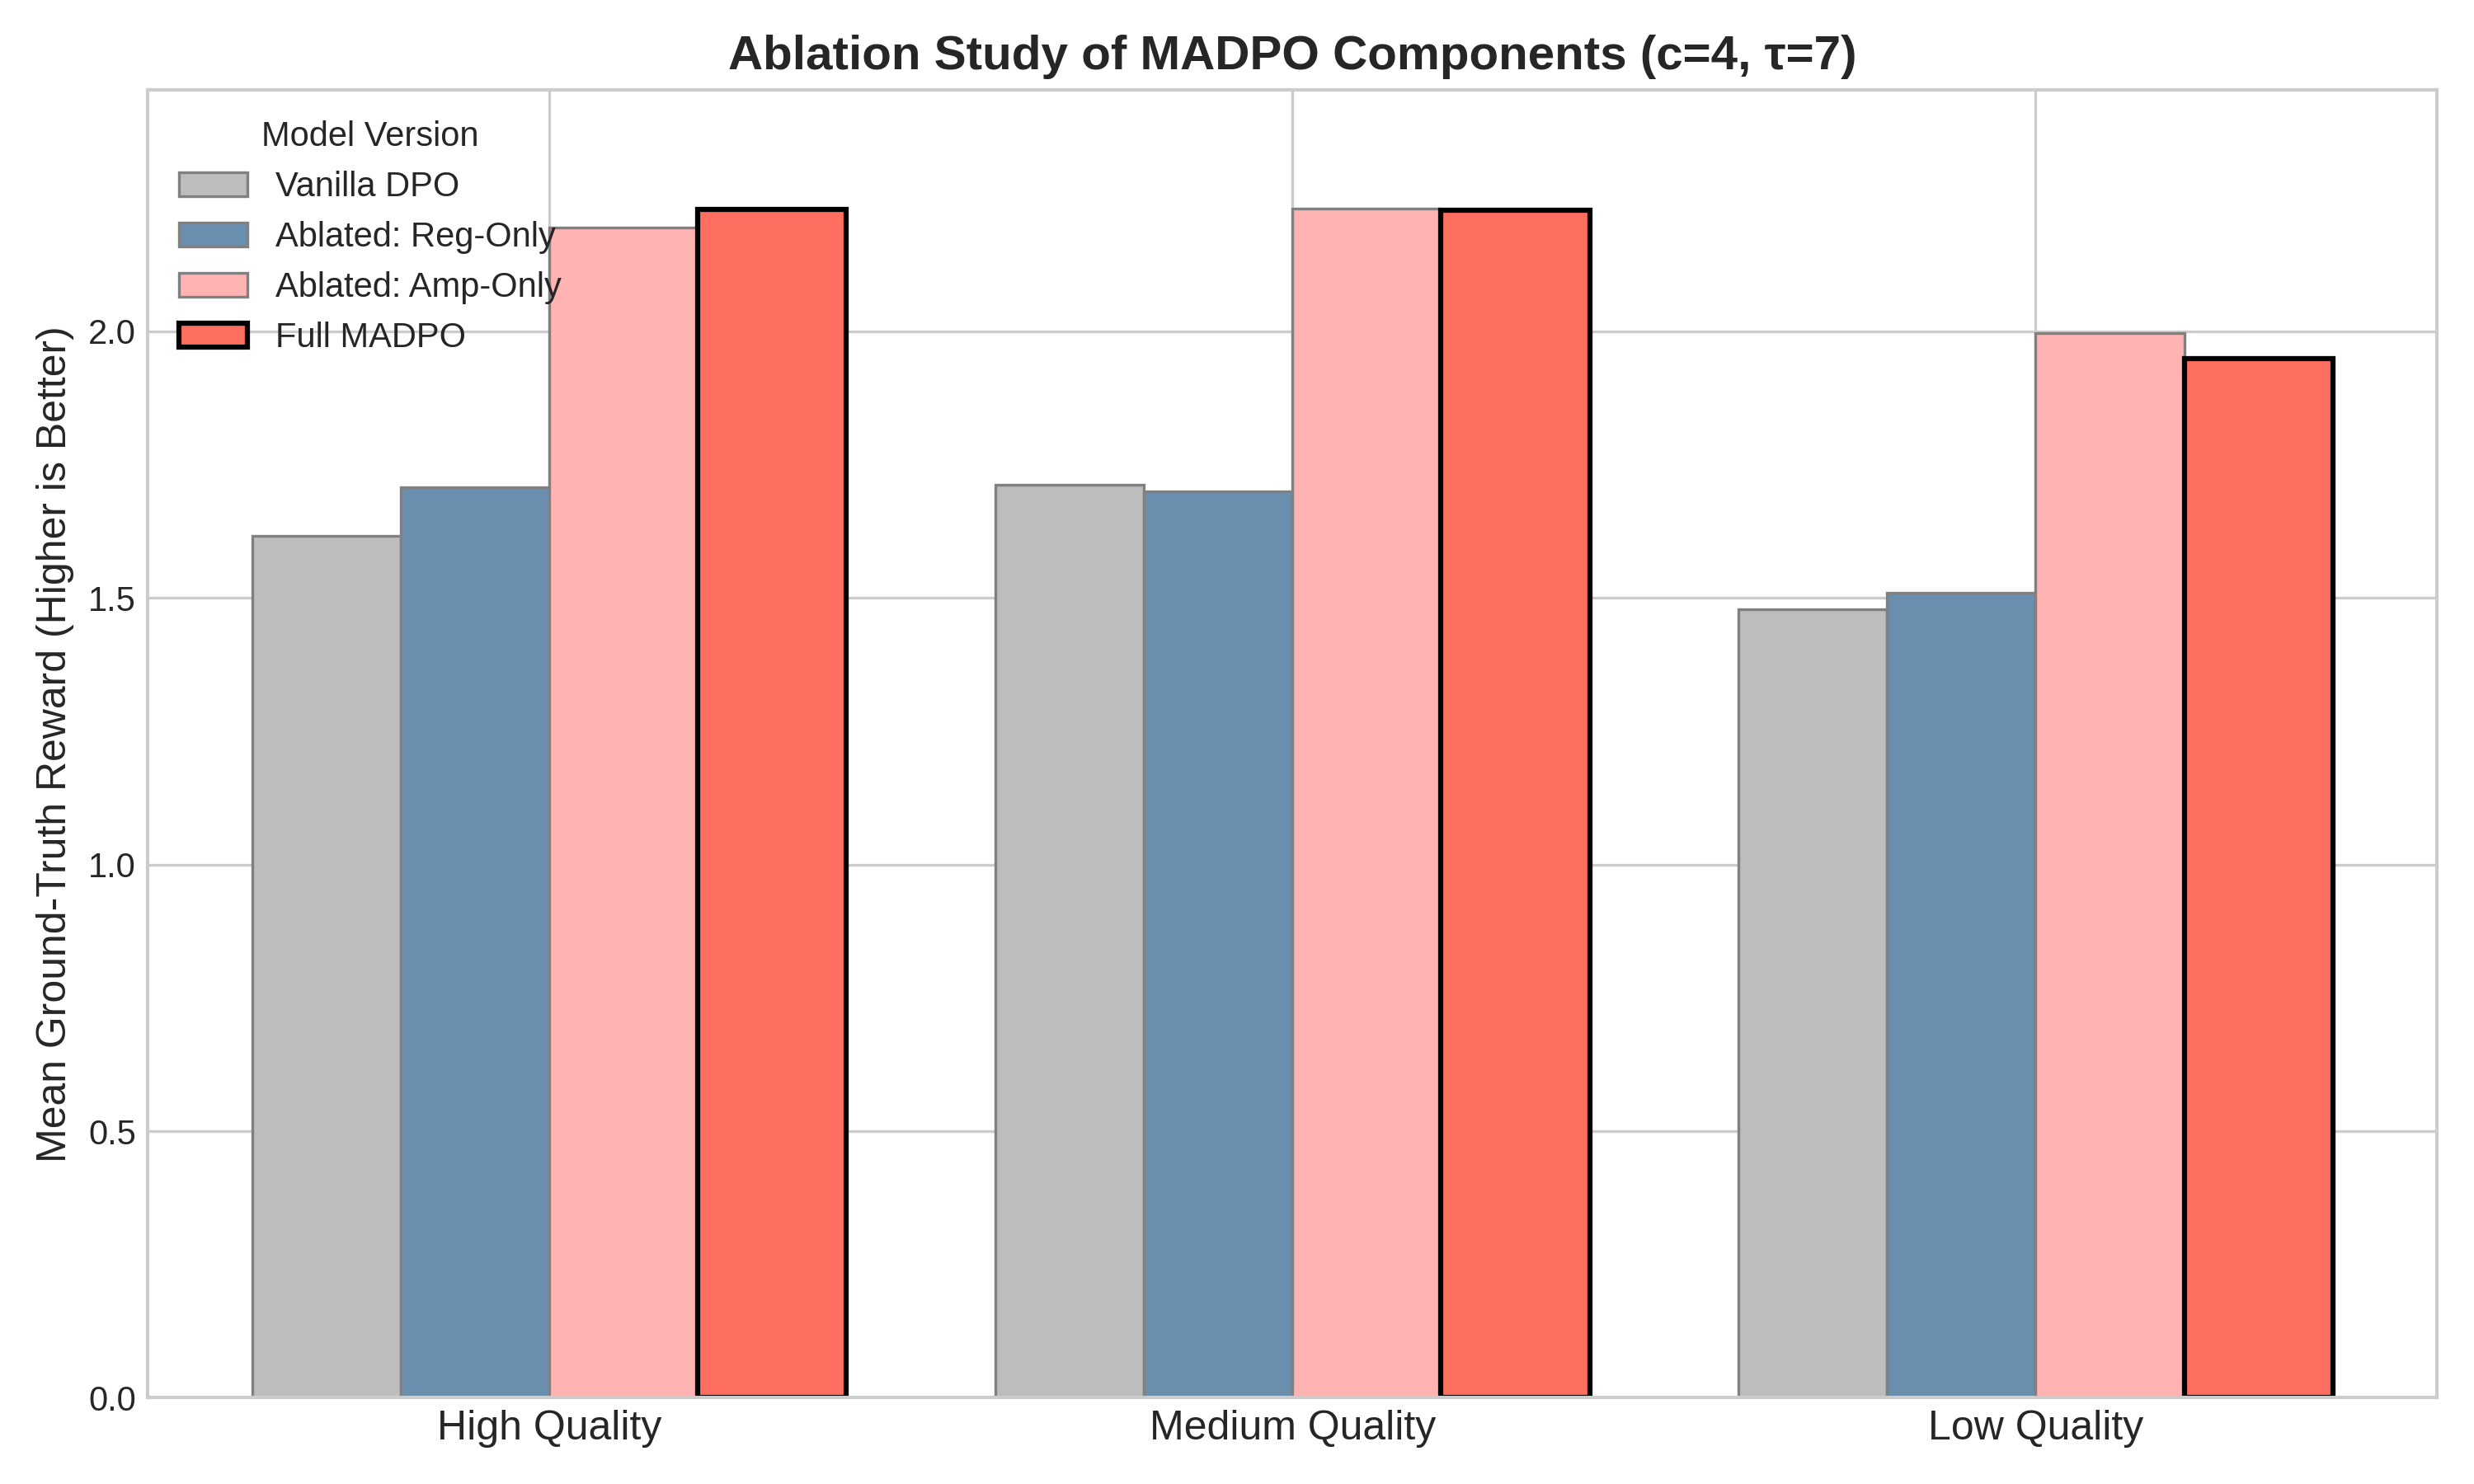 Ablation Study of MADPO Components (c=4, τ=7)
Model Version
Vanilla DPO
Ablated: Reg-Only
Ablated: Amp-Only
Full MADPO
Mean Ground-Truth Reward (Higher is Better)
2.0
1.5
1.0
0.5
0.0
High Quality
Medium Quality
Low Quality